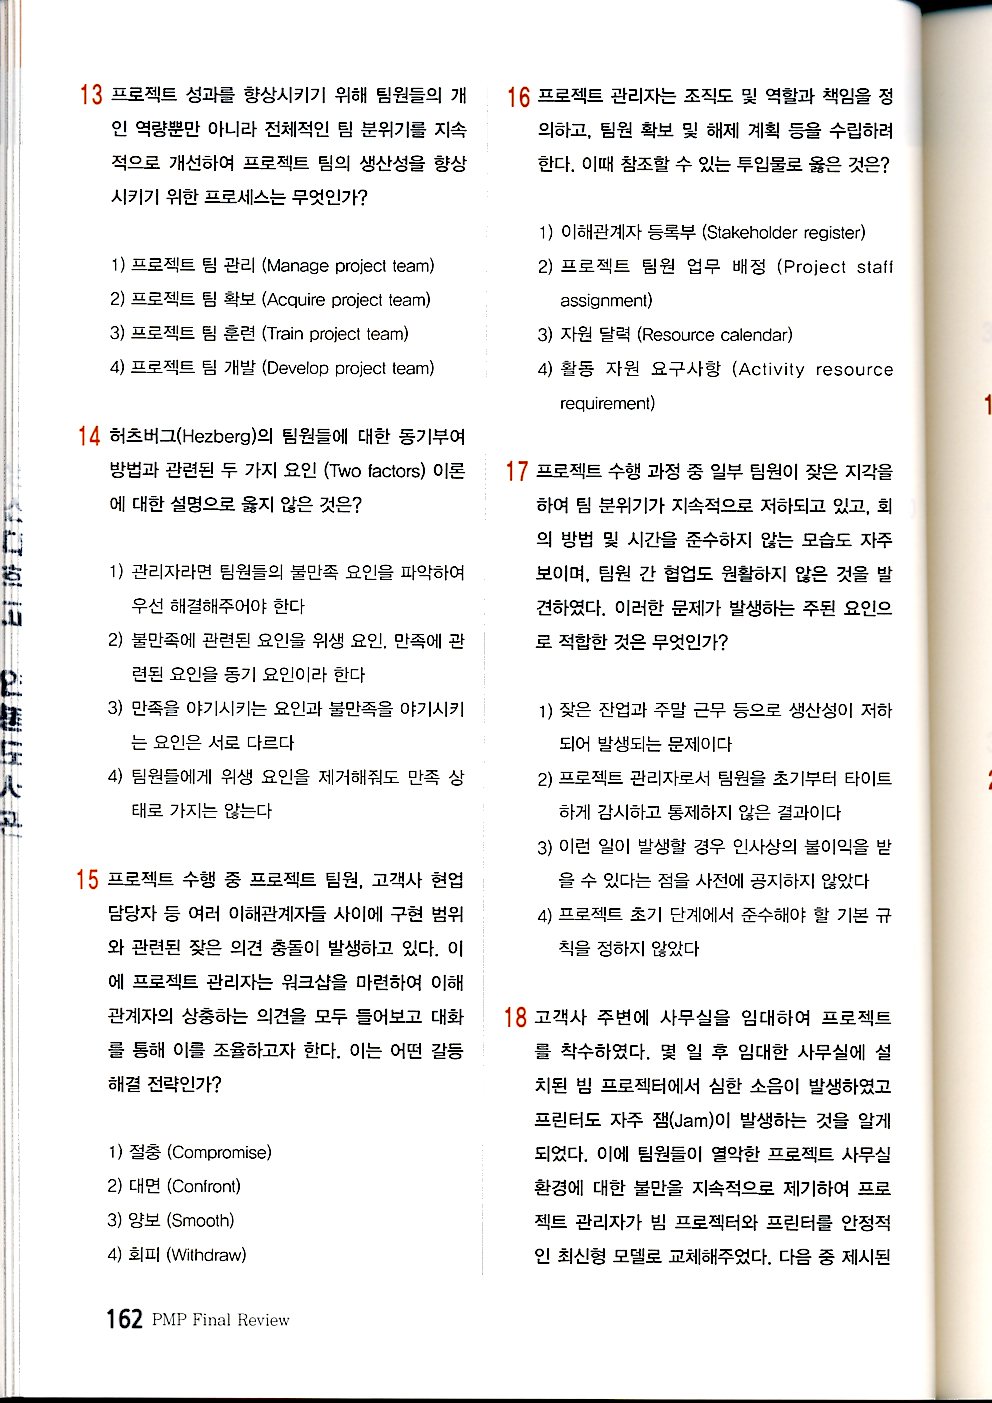 13 프로젝트 성과를 향상시키기 위해 팀원들의 개
인 역량뿐만 아니라 전체적인 팀 분위기를 지속
적으로 개선하여 프로젝트 팀의 생산성을 향상
시키기 위한 프로세스는 무엇인가?
1) 프로젝트 팀 관리 (Manage project team)
2) 프로젝트 팀 확보 (Acquire project team)
3) 프로젝트 팀 훈련 (Train project team)
4) 프로젝트 팀 개발 (Develop project team)
14 허츠버그(Hezberg)의 팀원들에 대한 동기부여
방법과 관련된 두 가지 요인 (Two factors) 이론
에 대한 설명으로 옳지 않은 것은?
1) 관리자라면 팀원들의 불만족 요인을 파악하여
우선 해결해주어야 한다
2) 불만족에 관련된 요인을 위생 요인, 만족에 관
련된 요인을 동기 요인이라 한다
3) 만족을 야기시키는 요인과 불만족을 야기시키
는 요인은 서로 다르다
4) 팀원들에게 위생 요인을 제거해줘도 만족 상
태로 가지는 않는다
15 프로젝트 수행 중 프로젝트 팀원, 고객사 현업
담당자 등 여러 이해관계자들 사이에 구현 범위
와 관련된 잦은 의견 충돌이 발생하고 있다. 이
에 프로젝트 관리자는 워크샵을 마련하여 이해
관계자의 상충하는 의견을 모두 들어보고 대화
를 통해 이를 조율하고자 한다. 이는 어떤 갈등
해결 전략인가?
1) 절충 (Compromise)
2) 대면 (Confront)
3) 양보 (Smooth)
4) 회피 (Withdraw)
16 프로젝트 관리자는 조직도 및 역할과 책임을 정
의하고, 팀원 확보 및 해제 계획 등을 수립하려
한다. 이때 참조할 수 있는 투입물로 옳은 것은?
1) 이해관계자 등록부 (Stakeholder register)
2) 프로젝트 팀원 업무 배정 (Project staff
assignment)
3) 자원 달력 (Resource calendar)
4) 활동 자원 요구사항 (Activity resource
requirement)
17 프로젝트 수행 과정 중 일부 팀원이 잦은 지각을
하여 팀 분위기가 지속적으로 저하되고 있고, 회
의 방법 및 시간을 준수하지 않는 모습도 자주
보이며, 팀원 간 협업도 원활하지 않은 것을 발
견하였다. 이러한 문제가 발생하는 주된 요인으
로 적합한 것은 무엇인가?
1) 잦은 잔업과 주말 근무 등으로 생산성이 저하
되어 발생되는 문제이다
2) 프로젝트 관리자로서 팀원을 초기부터 타이트
하게 감시하고 통제하지 않은 결과이다
3) 이런 일이 발생할 경우 인사상의 불이익을 받
을 수 있다는 점을 사전에 공지하지 않았다
4) 프로젝트 초기 단계에서 준수해야 할 기본 규
칙을 정하지 않았다
18 고객사 주변에 사무실을 임대하여 프로젝트
를 착수하였다. 몇 일 후 임대한 사무실에 설
치된 빔 프로젝터에서 심한 소음이 발생하였고
프린터도 자주 잼(Jam)이 발생하는 것을 알게
되었다. 이에 팀원들이 열악한 프로젝트 사무실
환경에 대한 불만을 지속적으로 제기하여 프로
젝트 관리자가 빔 프로젝터와 프린터를 안정적
인 최신형 모델로 교체해주었다. 다음 중 제시된
162 PMP Final Review